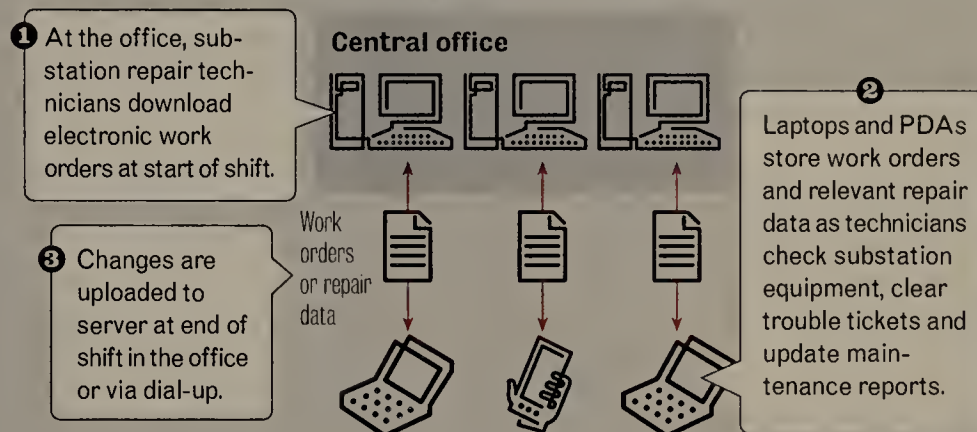 ❶ At the office, sub-
station repair tech-
nicians download
electronic work
orders at start of shift.
Central office
❷
Laptops and PDAs
store work orders
and relevant repair
data as technicians
check substation
equipment, clear
trouble tickets and
update main-
tenance reports.
Work
orders
or repair
data
❸ Changes are
uploaded to
server at end of
shift in the office
or via dial-up.